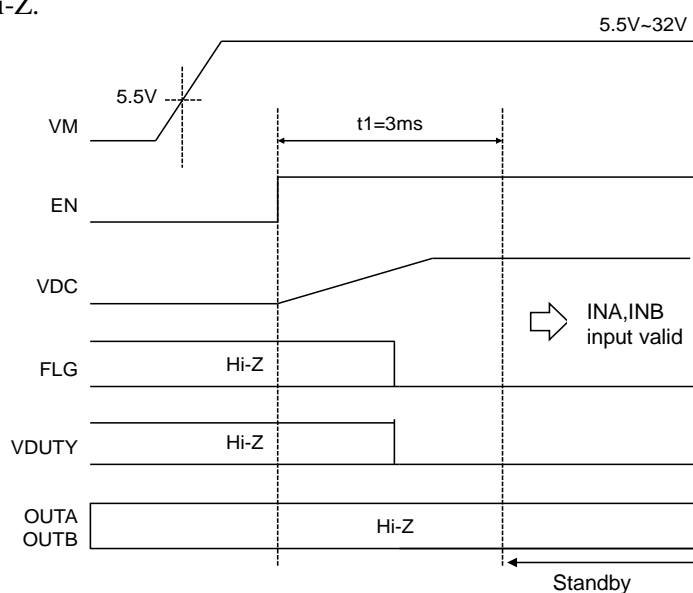 i-Z.
5.5V~32V
5.5V
VM
t1=3ms
EN
VDC
INA,INB
input valid
FLG
Hi-Z
VDUTY
Hi-Z
OUTA
OUTB
Hi-Z
Standby